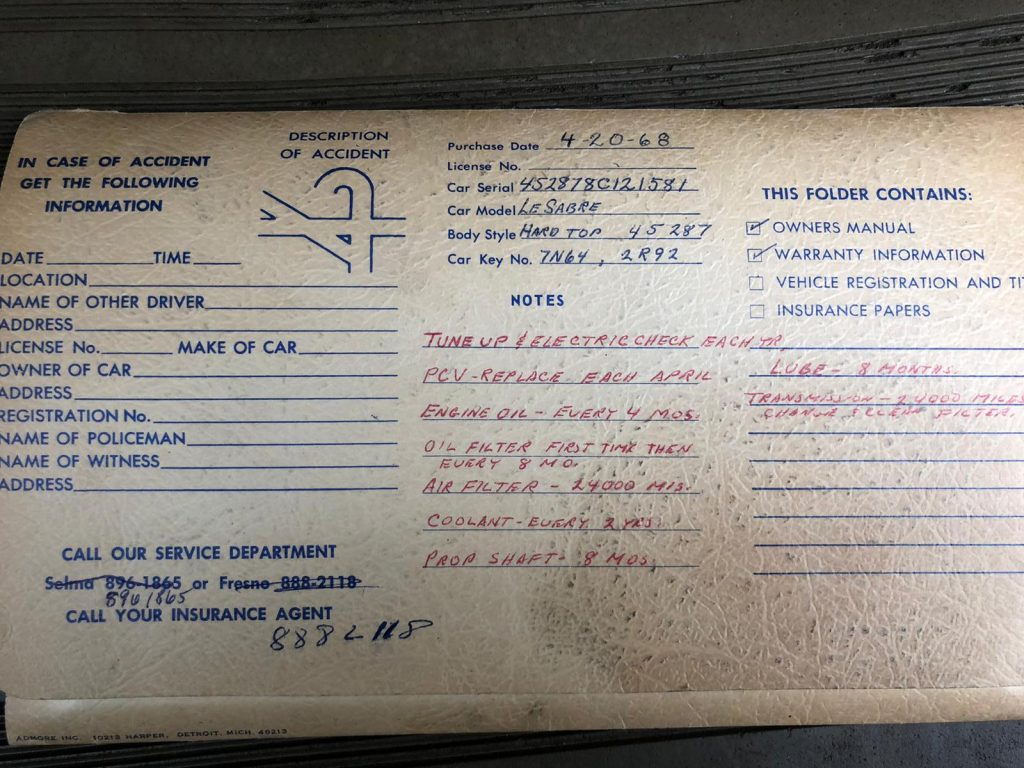 IN CASE OF ACCIDENT
GET THE FOLLOWING
INFORMATION
DESCRIPTION
OF ACCIDENT
DATE TIME
LOCATION
NAME OF OTHER DRIVER
ADDRESS
LICENSE No. MAKE OF CAR
OWNER OF CAR
ADDRESS
REGISTRATION No.
NAME OF POLICEMAN
NAME OF WITNESS
ADDRESS
CALL OUR SERVICE DEPARTMENT
Selma 896-1865 or Fresno 888-2118
8961865
CALL YOUR INSURANCE AGENT
888 2118
Purchase Date 4-20-68
License No.
Car Serial 452878C121581
Car Model LE SABRE
Body Style HARD TOP 45287
Car Key No. 7N64, 2R92
NOTES
TUNE UP & ELECTRIC CHECK EACH YR
PCV-REPLACE EACH APRIL
ENGINE OIL - EVERY 4 MOS.
OIL FILTER FIRST TIME THEN
EVERY 8 MO.
AIR FILTER - 24000 MIS.
COOLANT - EVERY 2 YRS.
PROP SHAFT - 8 MOS.
THIS FOLDER CONTAINS:
OWNERS MANUAL
WARRANTY INFORMATION
VEHICLE REGISTRATION AND TI
INSURANCE PAPERS
LUBE - 8 MONTHS.
TRANSMISSION - 24000 MILES
CHANGE & CLEAN FILTER.
ADMORE INC. 10213 HARPER, DETROIT, MICH. 48213